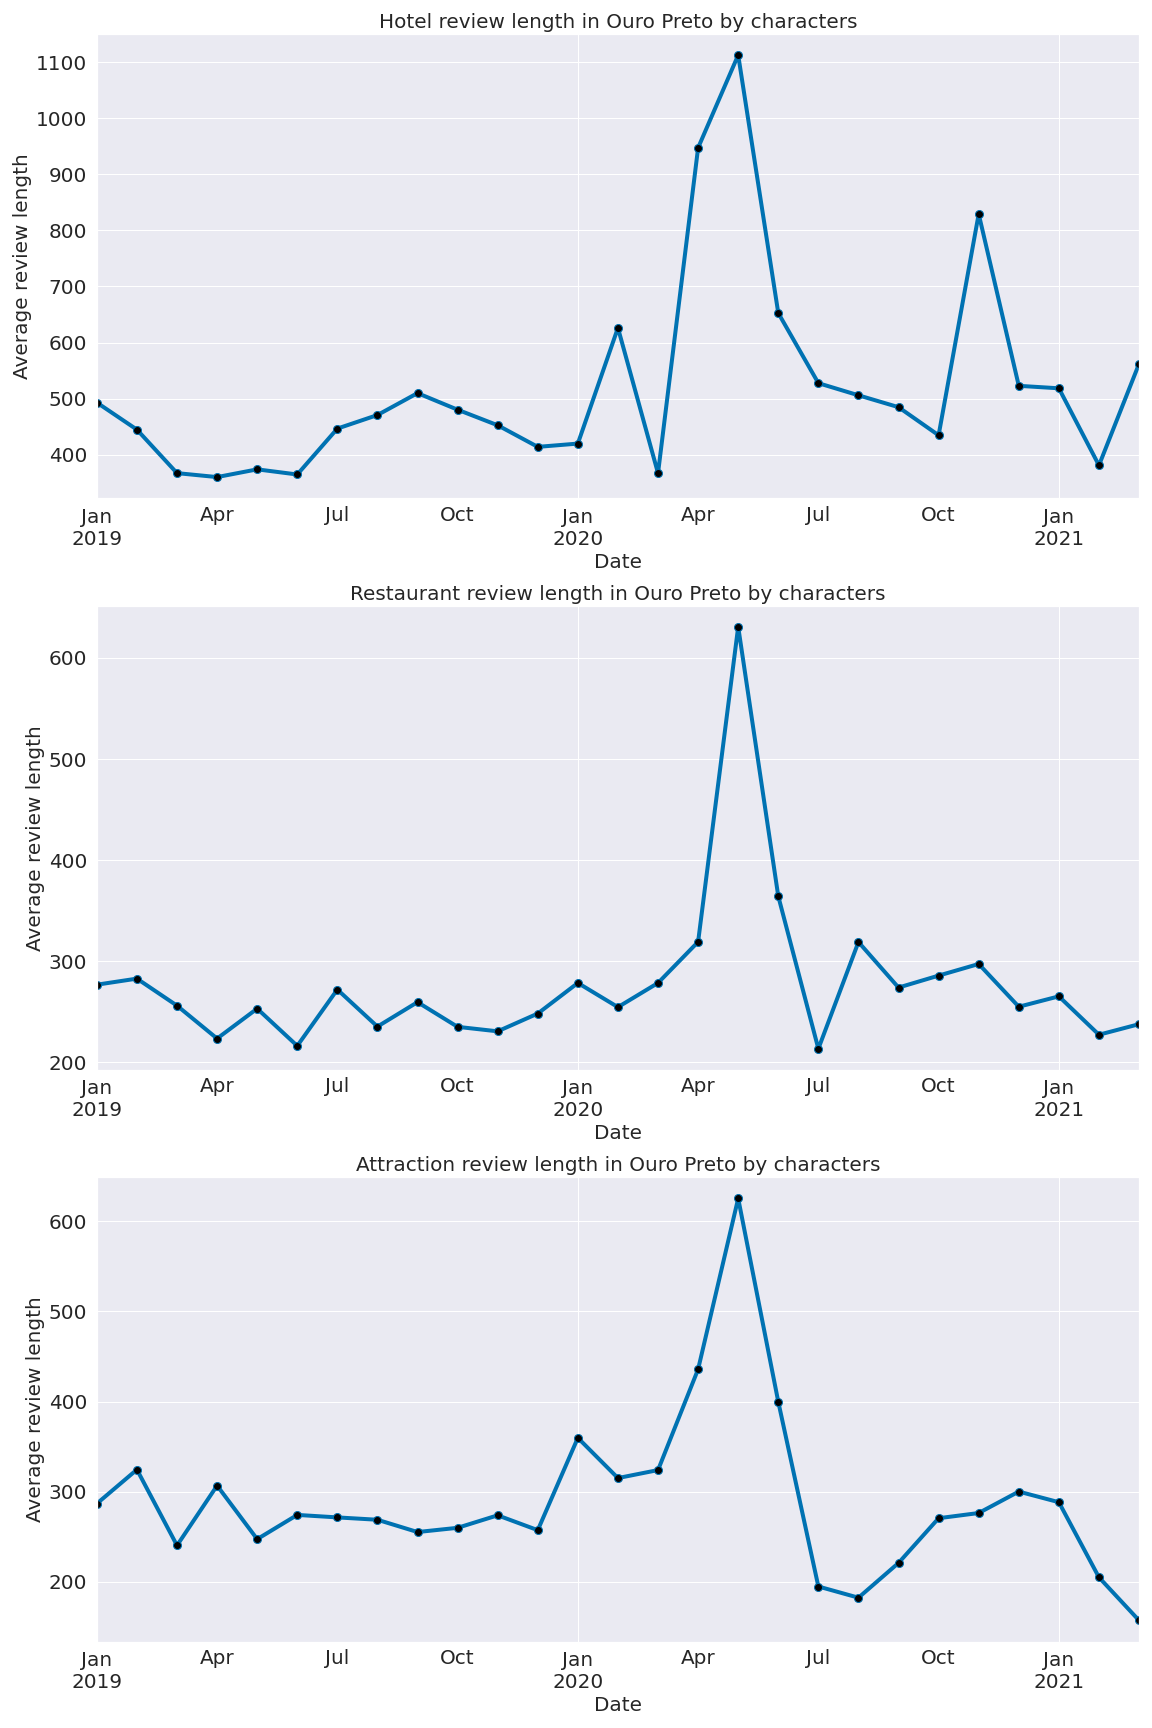 Hotel review length in Ouro Preto by characters
Average review length
1100
1000
900
800
700
600
500
400
Jan Apr Jul Oct Jan Apr Jul Oct Jan
2019 2020 2021
Date
Restaurant review length in Ouro Preto by characters
Average review length
600
500
400
300
200
Jan Apr Jul Oct Jan Apr Jul Oct Jan
2019 2020 2021
Date
Attraction review length in Ouro Preto by characters
Average review length
600
500
400
300
200
Jan Apr Jul Oct Jan Apr Jul Oct Jan
2019 2020 2021
Date